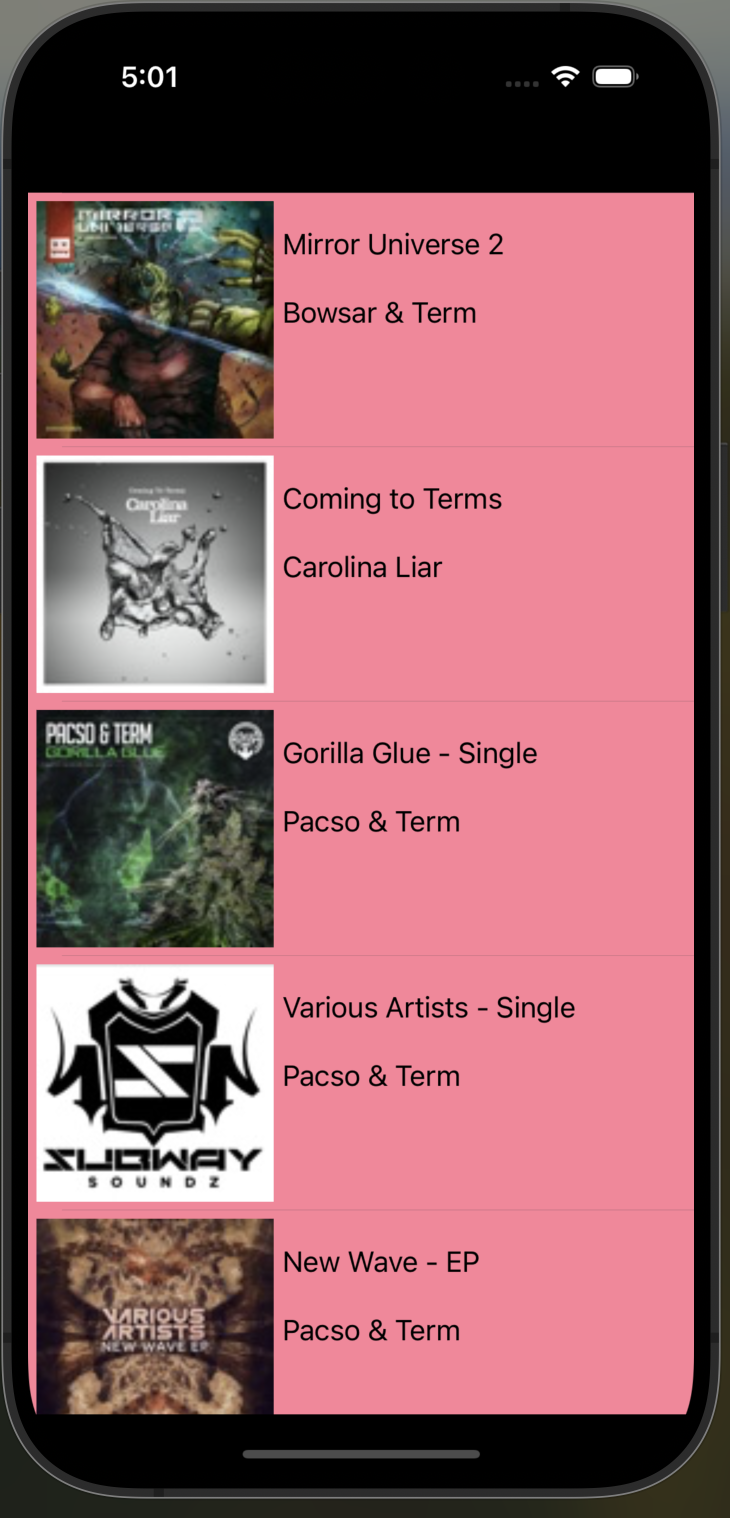 5:01
MIRROR
UNIVERSE 2
Mirror Universe 2
Bowsar & Term
Coming To Terms
Carolina
Liar
Coming to Terms
Carolina Liar
PACSO & TERM
GORILLA GLUE
Gorilla Glue - Single
Pacso & Term
SUBWAY
SOUNDZ
Various Artists - Single
Pacso & Term
VARIOUS
ARTISTS
NEW WAVE EP
New Wave - EP
Pacso & Term